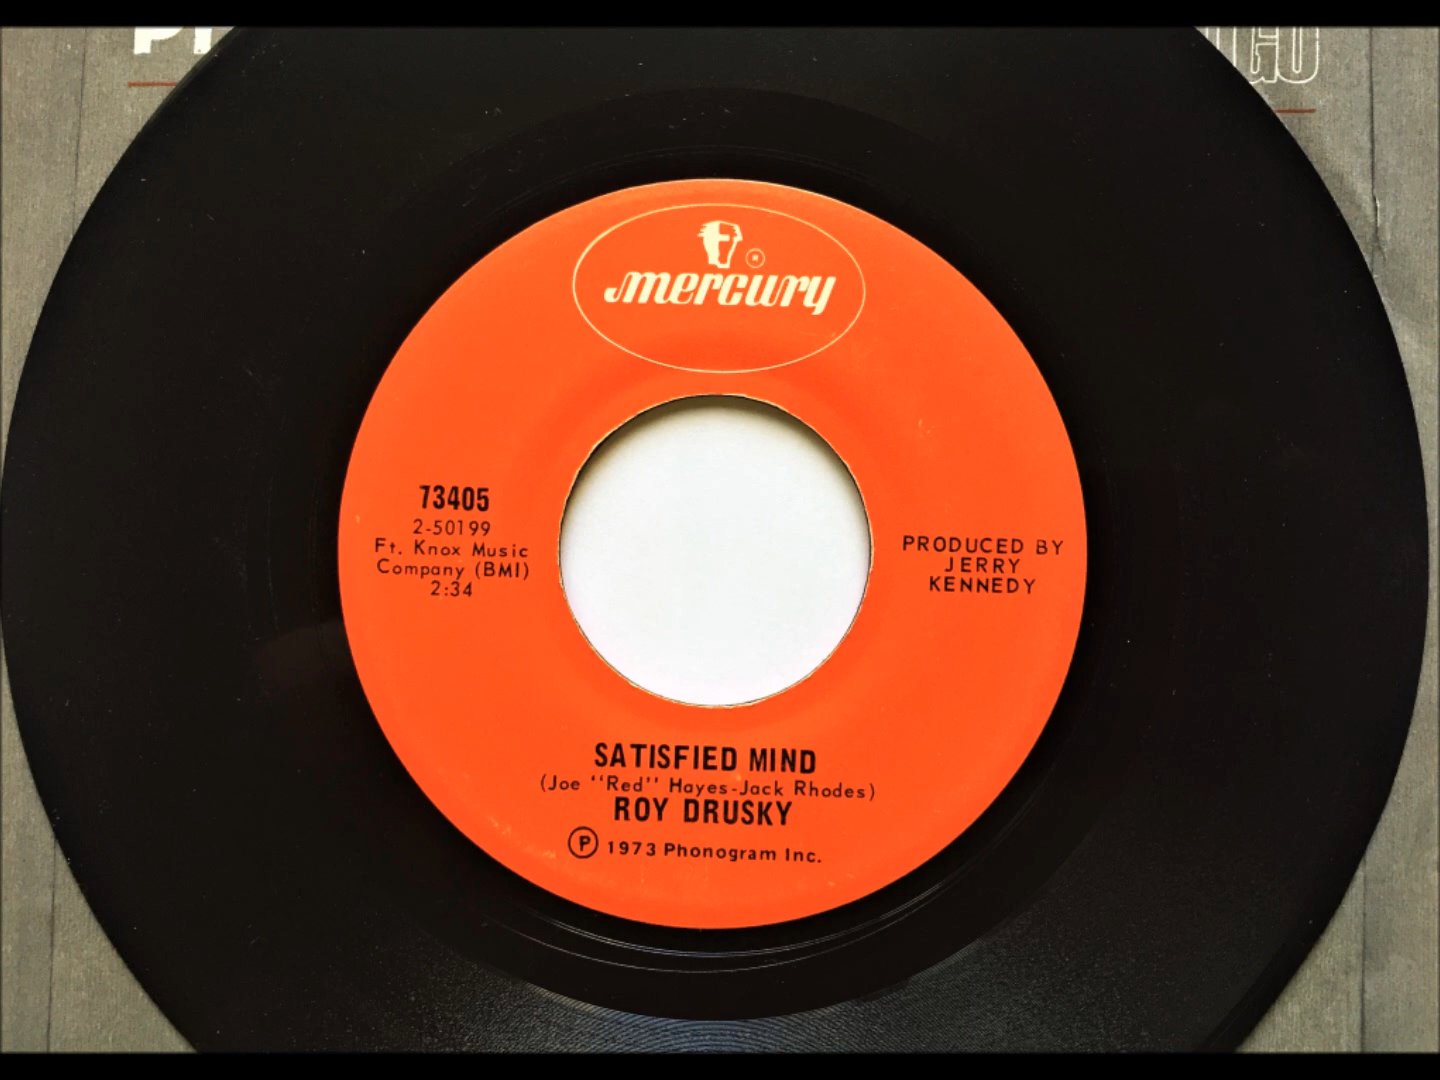 mercury
®
73405
2-50199
Ft. Knox Music
Company (BMI)
2:34
PRODUCED BY
JERRY
KENNEDY
SATISFIED MIND
(Joe "Red" Hayes-Jack Rhodes)
ROY DRUSKY
Ⓟ 1973 Phonogram Inc.